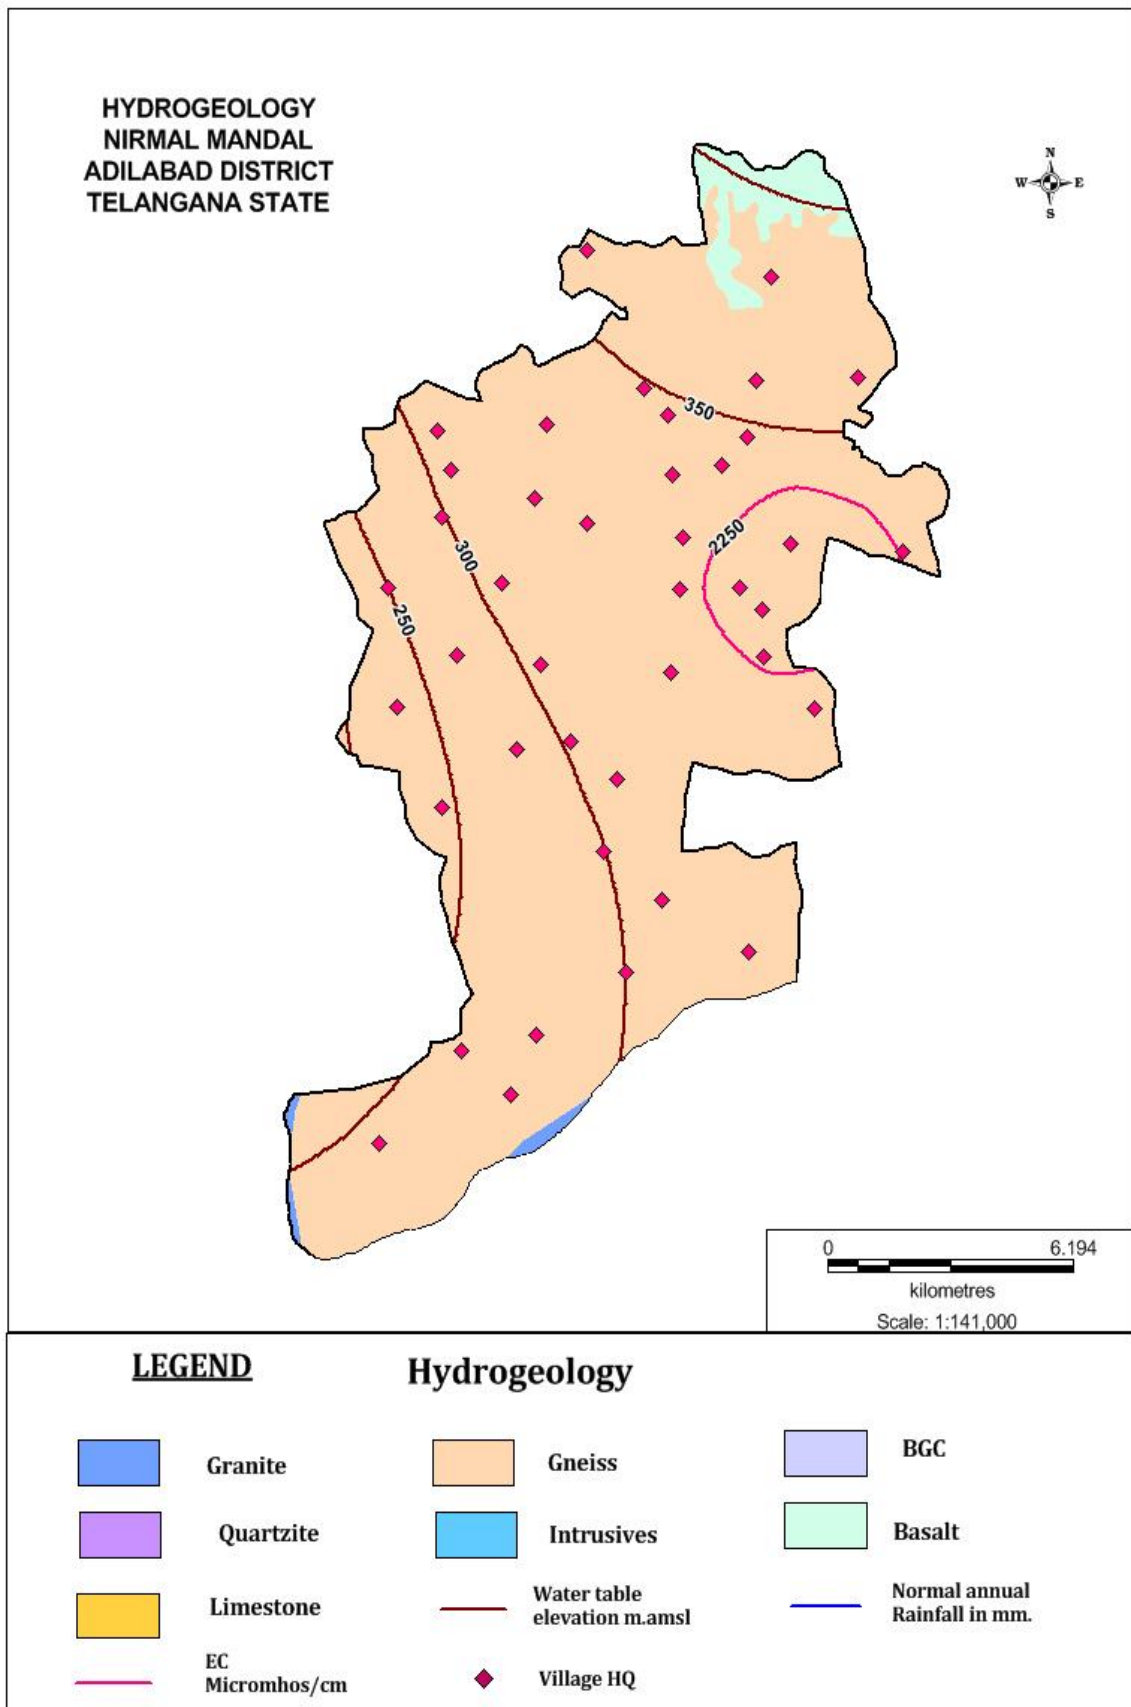 HYDROGEOLOGY
NIRMAL MANDAL
ADILABAD DISTRICT
TELANGANA STATE
N
W E
S
350
2250
300
250
0 6.194
kilometres
Scale: 1:141,000
LEGEND
Hydrogeology
Granite
Gneiss
BGC
Quartzite
Intrusives
Basalt
Limestone
Water table
elevation m.amsl
Normal annual
Rainfall in mm.
EC
Micromhos/cm
Village HQ